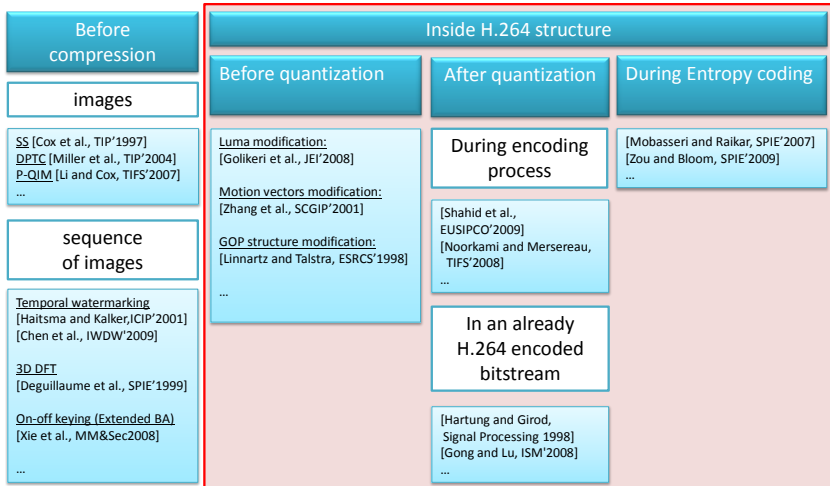 Before
compression
images
SS [Cox et al., TIP'1997]
DPTC [Miller et al., TIP'2004]
P-QIM [Li and Cox, TIFS'2007]
...
sequence
of images
Temporal watermarking
[Haitsma and Kalker,ICIP'2001]
[Chen et al., IWDW'2009]
3D DFT
[Deguillaume et al., SPIE'1999]
On-off keying (Extended BA)
[Xie et al., MM&Sec2008]
...
Inside H.264 structure
Before quantization
Luma modification:
[Golikeri et al., JEI'2008]
Motion vectors modification:
[Zhang et al., SCGIP'2001]
GOP structure modification:
[Linnartz and Talstra, ESRCS'1998]
...
After quantization
During encoding
process
[Shahid et al.,
EUSIPCO'2009]
[Noorkami and Mersereau,
TIFS'2008]
...
In an already
H.264 encoded
bitstream
[Hartung and Girod,
Signal Processing 1998]
[Gong and Lu, ISM'2008]
...
During Entropy coding
[Mobasseri and Raikar, SPIE'2007]
[Zou and Bloom, SPIE'2009]
...